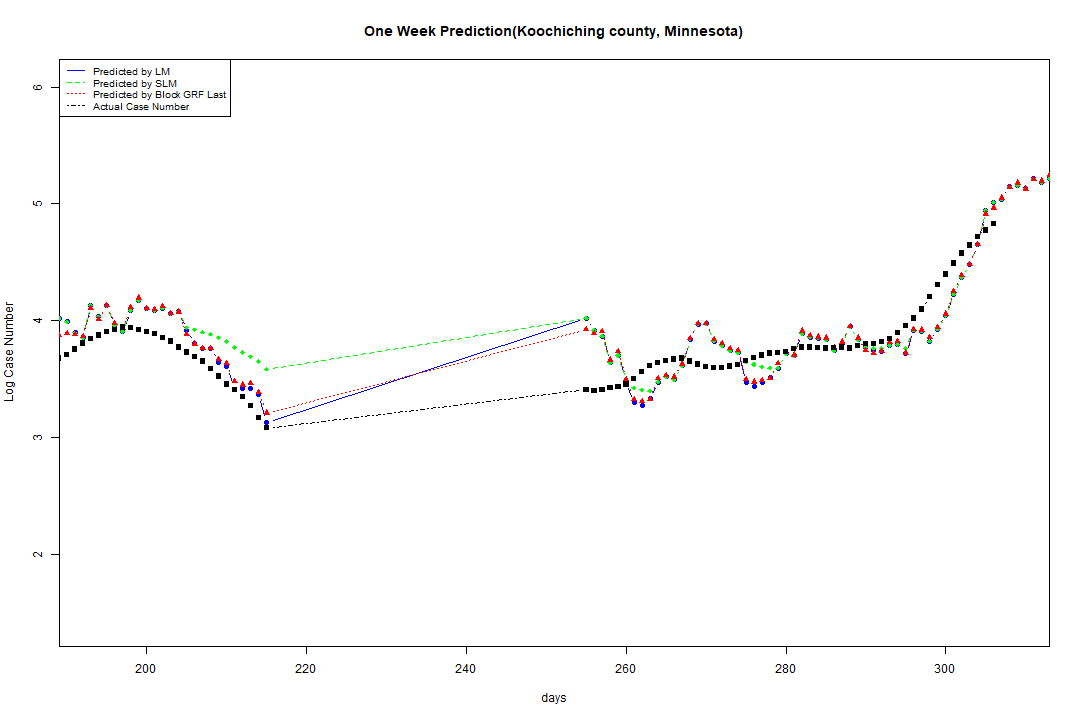 One Week Prediction(Koochiching county, Minnesota)
Predicted by LM
Predicted by SLM
Predicted by Block GRF Last
Actual Case Number
Log Case Number
6
5
4
3
2
200 220 240 260 280 300
days